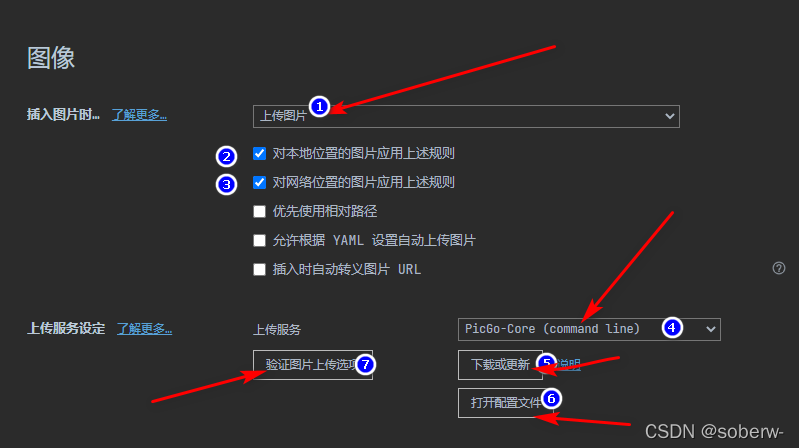 图像
插入图片时… 了解更多… 上传图片 1
2 对本地位置的图片应用上述规则
3 对网络位置的图片应用上述规则
优先使用相对路径
允许根据 YAML 设置自动上传图片
插入时自动转义图片 URL
上传服务设定 了解更多… 上传服务 PicGo-Core (command line) 4
验证图片上传选项 7 下载或更新 5 说明
打开配置文件 6
CSDN @soberw-